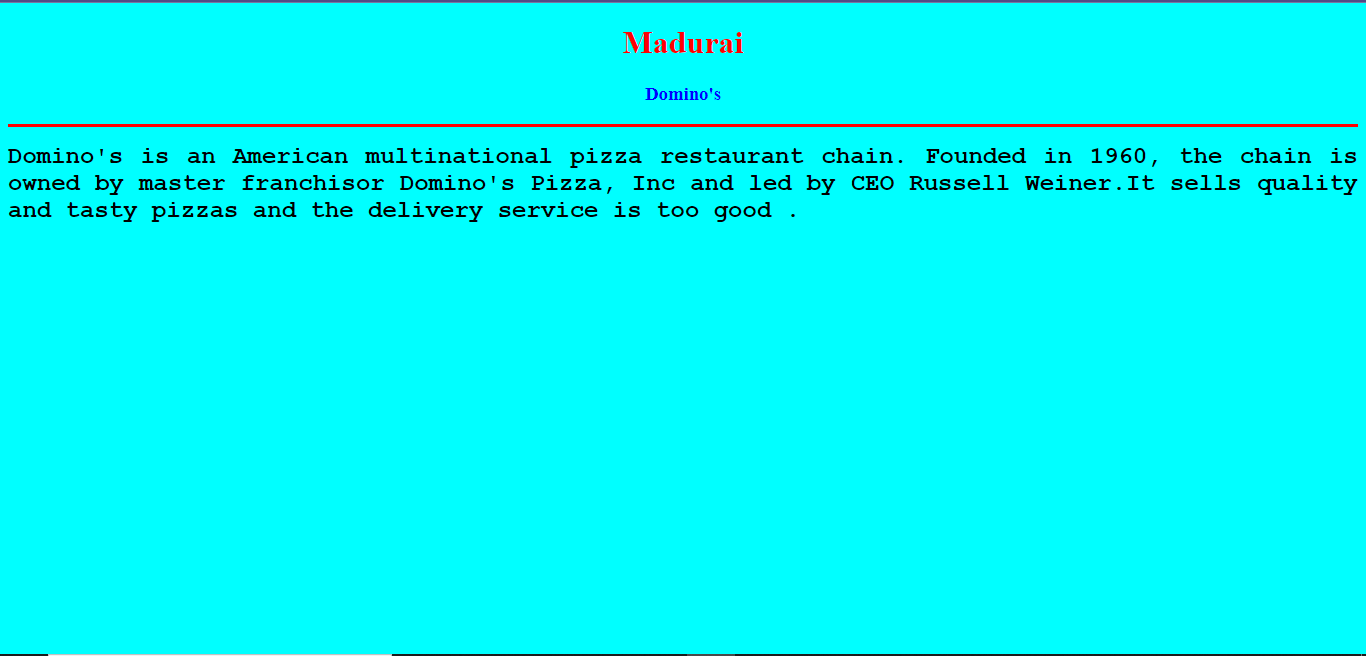 Madurai
Domino's
Domino's is an American multinational pizza restaurant chain. Founded in 1960, the chain is
owned by master franchisor Domino's Pizza, Inc and led by CEO Russell Weiner.It sells quality
and tasty pizzas and the delivery service is too good .